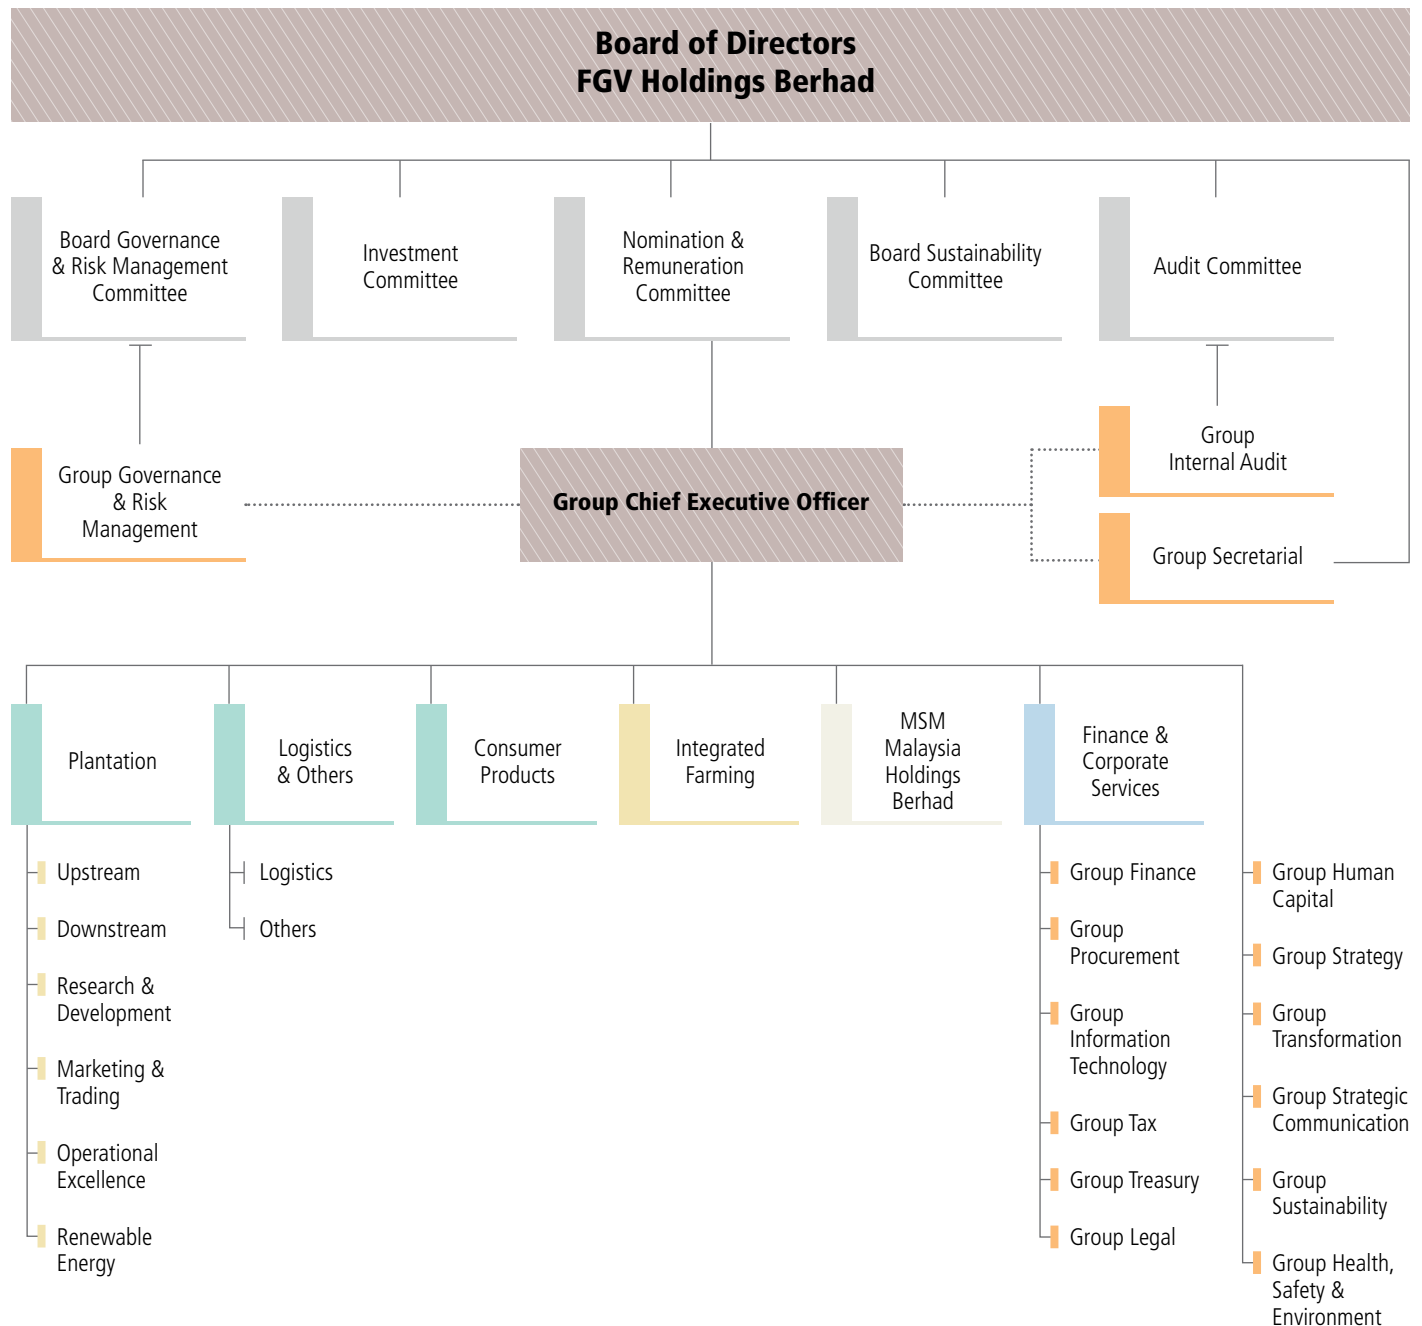 Board of Directors
FGV Holdings Berhad
Board Governance
& Risk Management
Committee
Investment
Committee
Nomination &
Remuneration
Committee
Board Sustainability
Committee
Audit Committee
Group Governance
& Risk
Management
Group Chief Executive Officer
Group
Internal Audit
Group Secretarial
Plantation
Logistics
& Others
Consumer
Products
Integrated
Farming
MSM
Malaysia
Holdings
Berhad
Finance &
Corporate
Services
Upstream
Downstream
Research &
Development
Marketing &
Trading
Operational
Excellence
Renewable
Energy
Logistics
Others
Group Finance
Group
Procurement
Group
Information
Technology
Group Tax
Group Treasury
Group Legal
Group Human
Capital
Group Strategy
Group
Transformation
Group Strategic
Communication
Group
Sustainability
Group Health,
Safety &
Environment